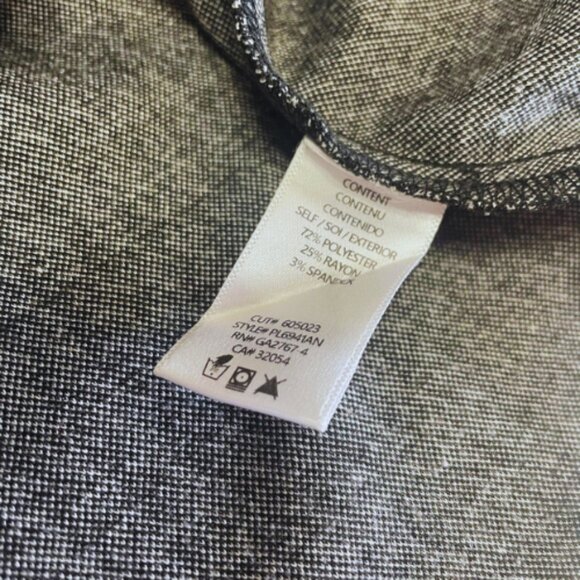 CONTENT
CONTENU
CONTENIDO
SELF / SOI / EXTERIOR
72% POLYESTER
25% RAYON
3% SPANDEX
CUT# 605023
STYLE# PL6941AN
RN# GA2767-4
CA# 32054